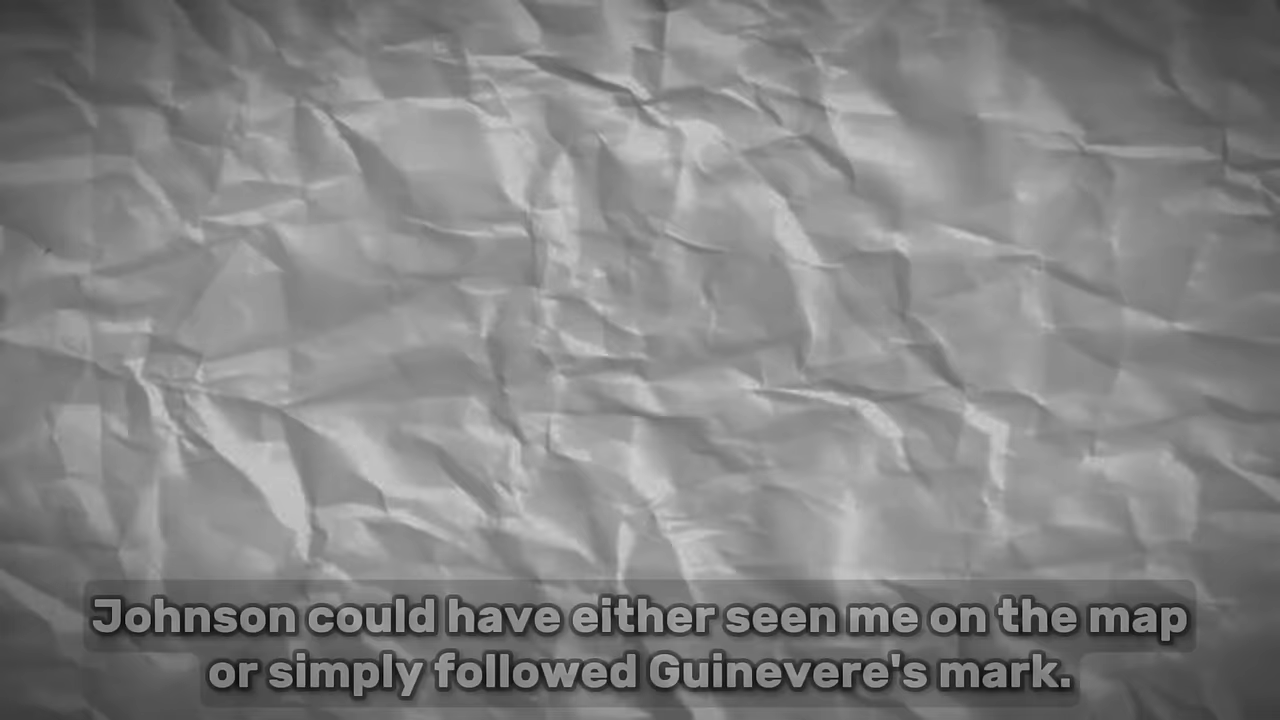 Johnson could have either seen me on the map
or simply followed Guinevere's mark.